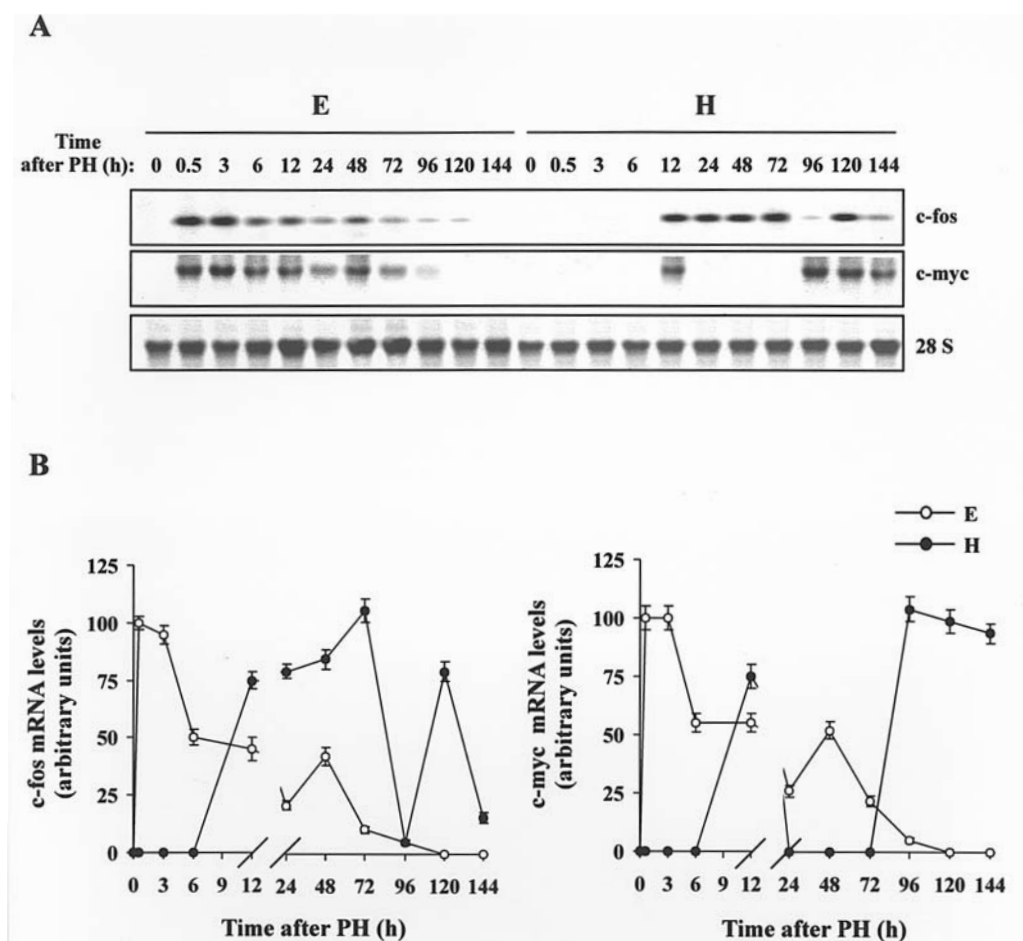 A
E H
Time
after PH (h): 0 0.5 3 6 12 24 48 72 96 120 144 0 0.5 3 6 12 24 48 72 96 120 144
c-fos
c-myc
28 S
B
E
H
125
100
75
50
25
0
c-fos mRNA levels
(arbitrary units)
0 3 6 9 12 24 48 72 96 120 144
Time after PH (h)
125
100
75
50
25
0
c-myc mRNA levels
(arbitrary units)
0 3 6 9 12 24 48 72 96 120 144
Time after PH (h)